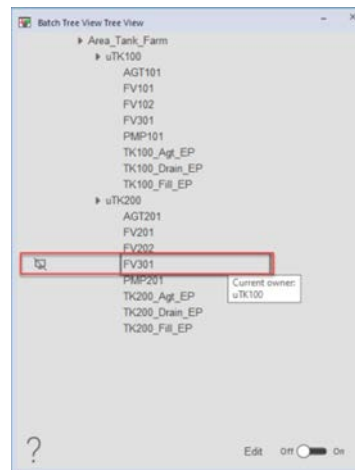 Batch Tree View Tree View
Area_Tank_Farm
uTK100
AGT101
FV101
FV102
FV301
PMP101
TK100_Agt_EP
TK100_Drain_EP
TK100_Fill_EP
uTK200
AGT201
FV201
FV202
FV301
PMP201
Current owner:
uTK100
TK200_Agt_EP
TK200_Drain_EP
TK200_Fill_EP
? Edit Off On